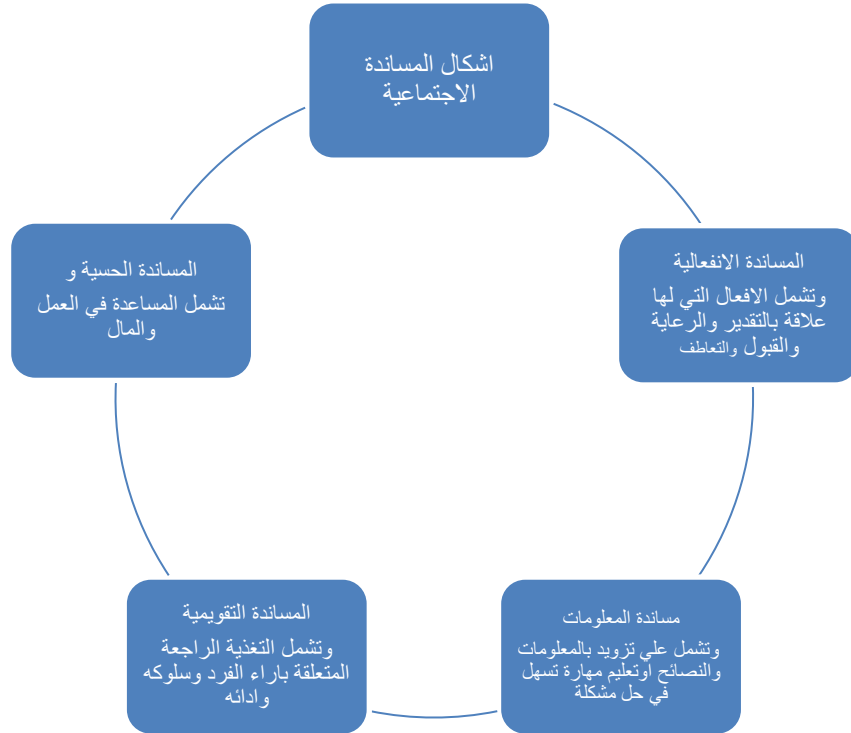 اشكال المساندة
الاجتماعية
المساندة الانفعالية
وتشمل الافعال التي لها
علاقة بالتقدير والرعاية
والقبول والتعاطف
مساندة المعلومات
وتشمل علي تزويد بالمعلومات
والنصائح اوتعليم مهارة تسهل
في حل مشكلة
المساندة التقويمية
وتشمل التغذية الراجعة
المتعلقة باراء الفرد وسلوكه
وادائه
المساندة الحسية و
تشمل المساعدة في العمل
والمال